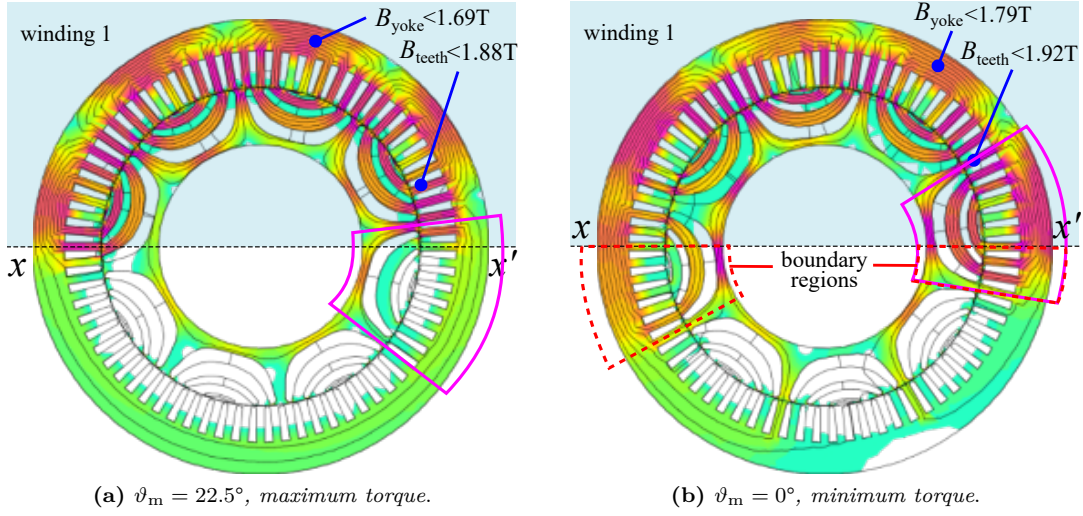 winding 1
B_yoke<1.69T
B_teeth<1.88T
x
x'
(a) ϑ_m = 22.5°, maximum torque.
winding 1
B_yoke<1.79T
B_teeth<1.92T
x
x'
boundary
regions
(b) ϑ_m = 0°, minimum torque.